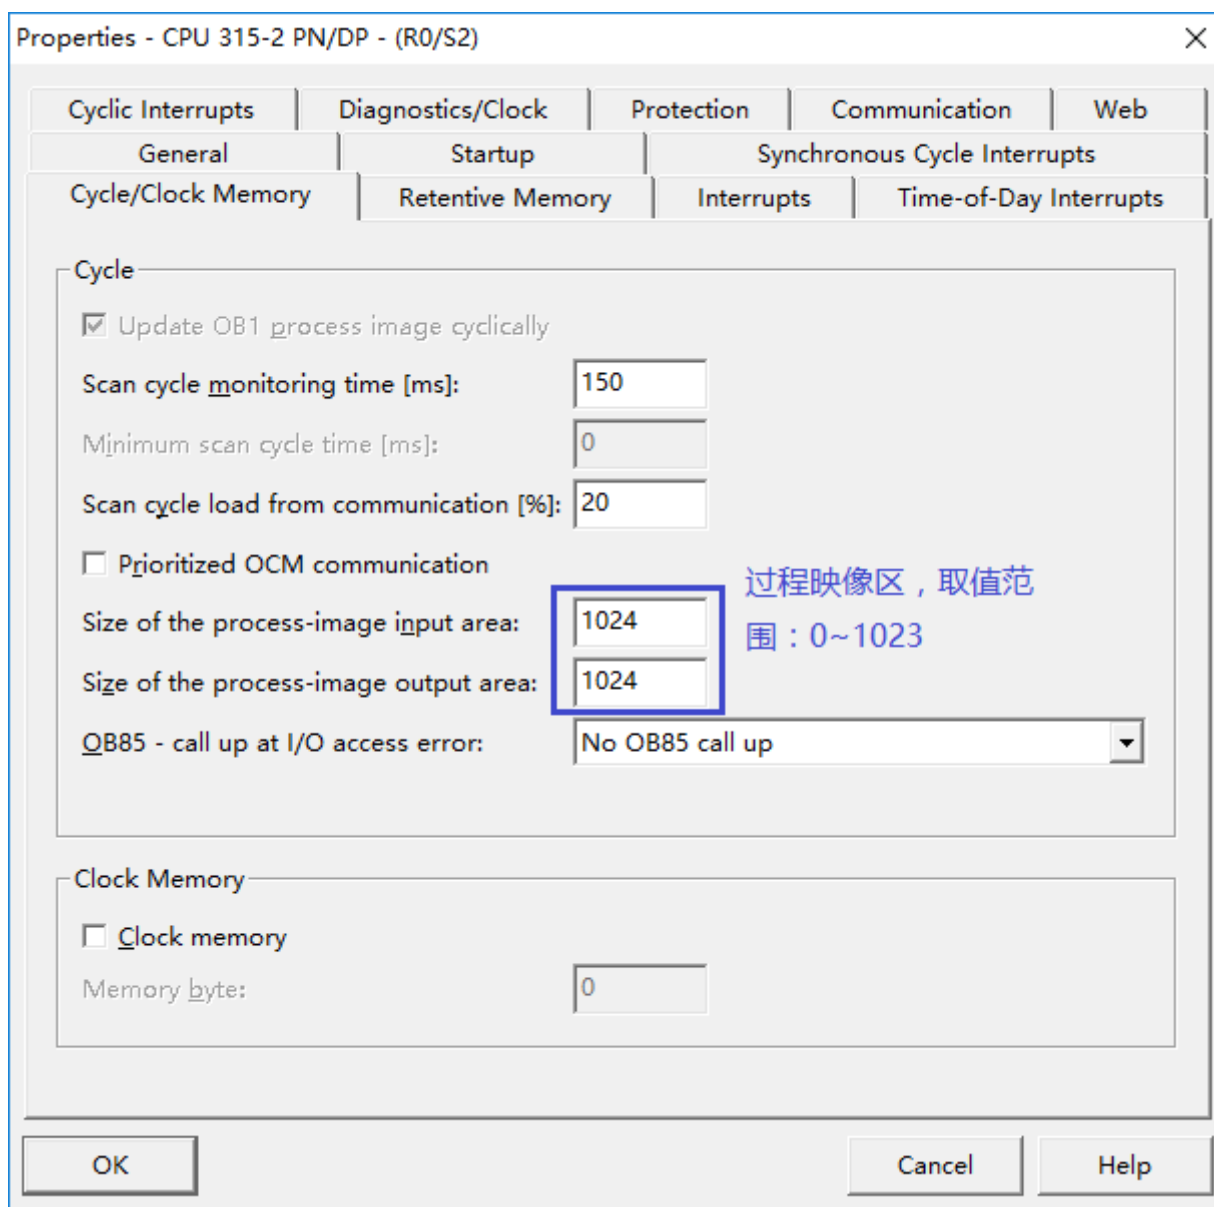 Properties - CPU 315-2 PN/DP - (R0/S2)
Cyclic Interrupts Diagnostics/Clock Protection Communication Web
General Startup Synchronous Cycle Interrupts
Cycle/Clock Memory Retentive Memory Interrupts Time-of-Day Interrupts
Cycle
Update OB1 process image cyclically
Scan cycle monitoring time [ms]: 150
Minimum scan cycle time [ms]: 0
Scan cycle load from communication [%]: 20
Prioritized OCM communication
过程映像区，取值范
围：0~1023
Size of the process-image input area: 1024
Size of the process-image output area: 1024
OB85 - call up at I/O access error: No OB85 call up
Clock Memory
Clock memory
Memory byte: 0
OK Cancel Help